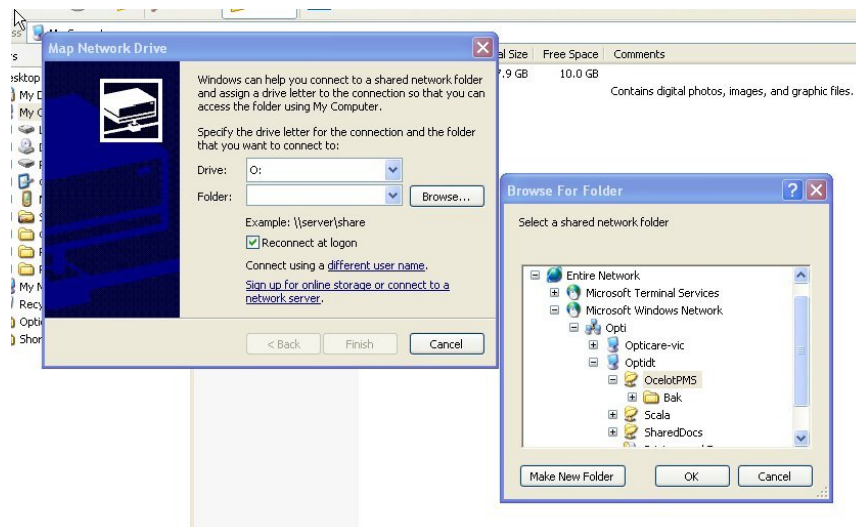 Map Network Drive
al Size Free Space Comments
7.9 GB 10.0 GB
Contains digital photos, images, and graphic files.
Windows can help you connect to a shared network folder
and assign a drive letter to the connection so that you can
access the folder using My Computer.
Specify the drive letter for the connection and the folder
that you want to connect to:
Drive: O:
Folder: Browse...
Example: \\server\share
Reconnect at logon
Connect using a different user name.
Sign up for online storage or connect to a
network server.
< Back Finish Cancel
Browse For Folder
Select a shared network folder
Entire Network
Microsoft Terminal Services
Microsoft Windows Network
Opti
Opticare-vic
Optidt
OcelotPMS
Bak
Scala
SharedDocs
Make New Folder OK Cancel